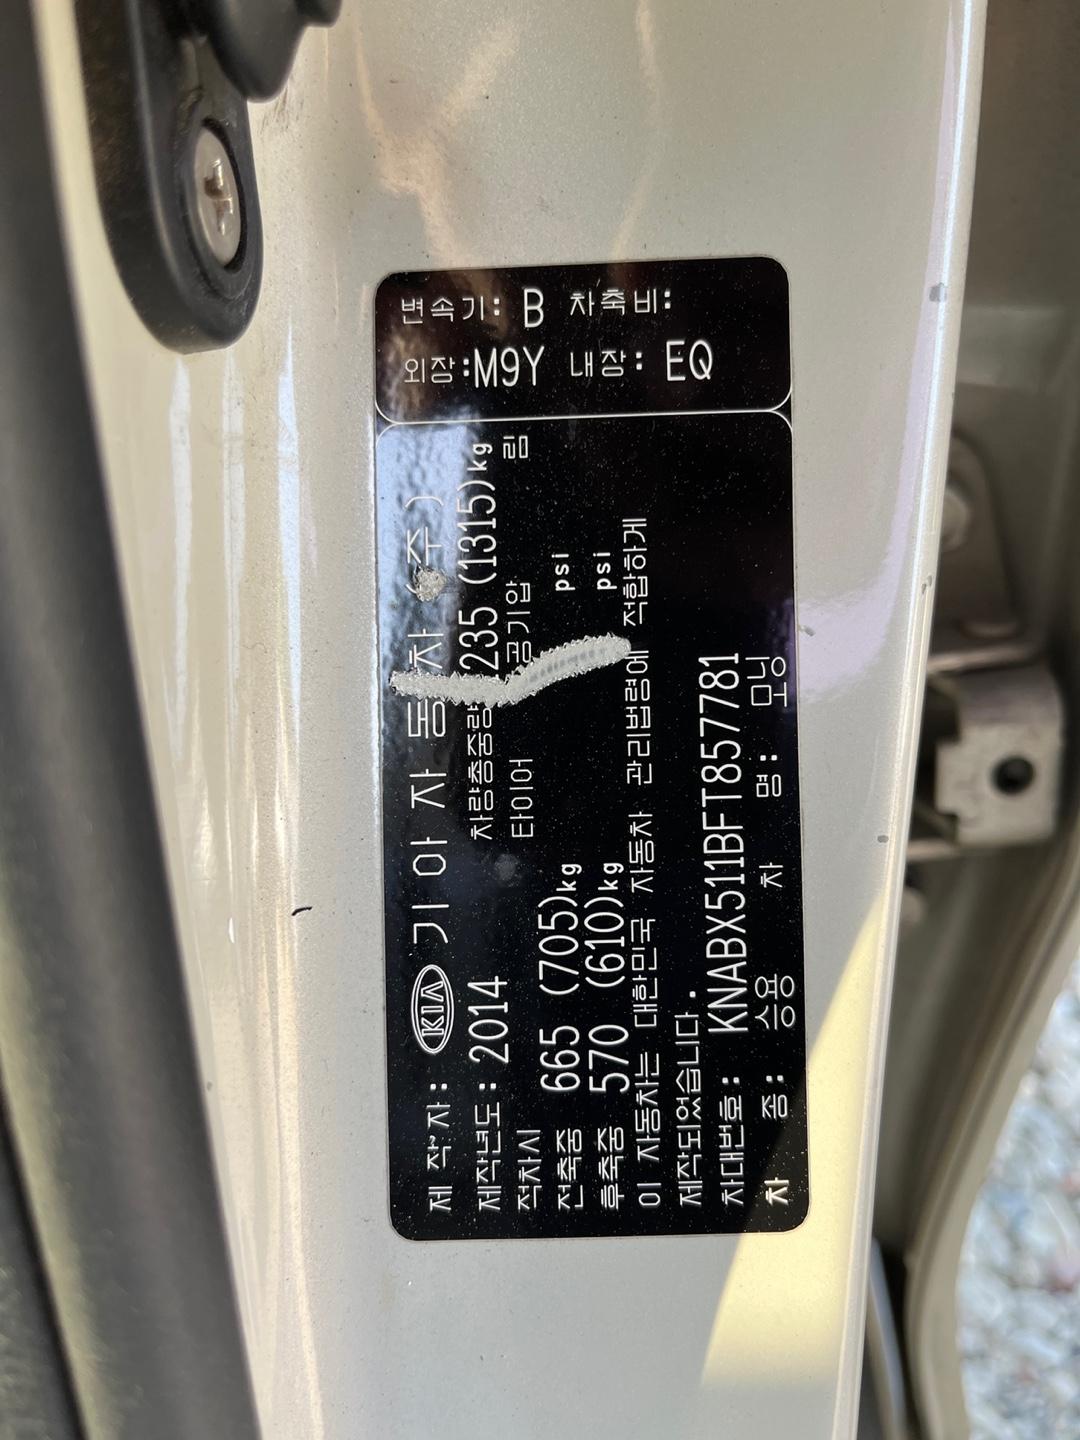 변속기: B 차축비:
외장:M9Y 내장: EQ
제 작 자: KIA 기 아 자 동 차 (주)
제작년도: 2014 차량총중량 235 (1315)kg
적차시 타이어 공기압 림
전축중 665 (705)kg psi
후축중 570 (610)kg psi
이 자동차는 대한민국 자동차 관리법령에 적합하게
제작되었습니다.
차대번호: KNABX511BFT857781
차 종: 승용 차 명: 모닝